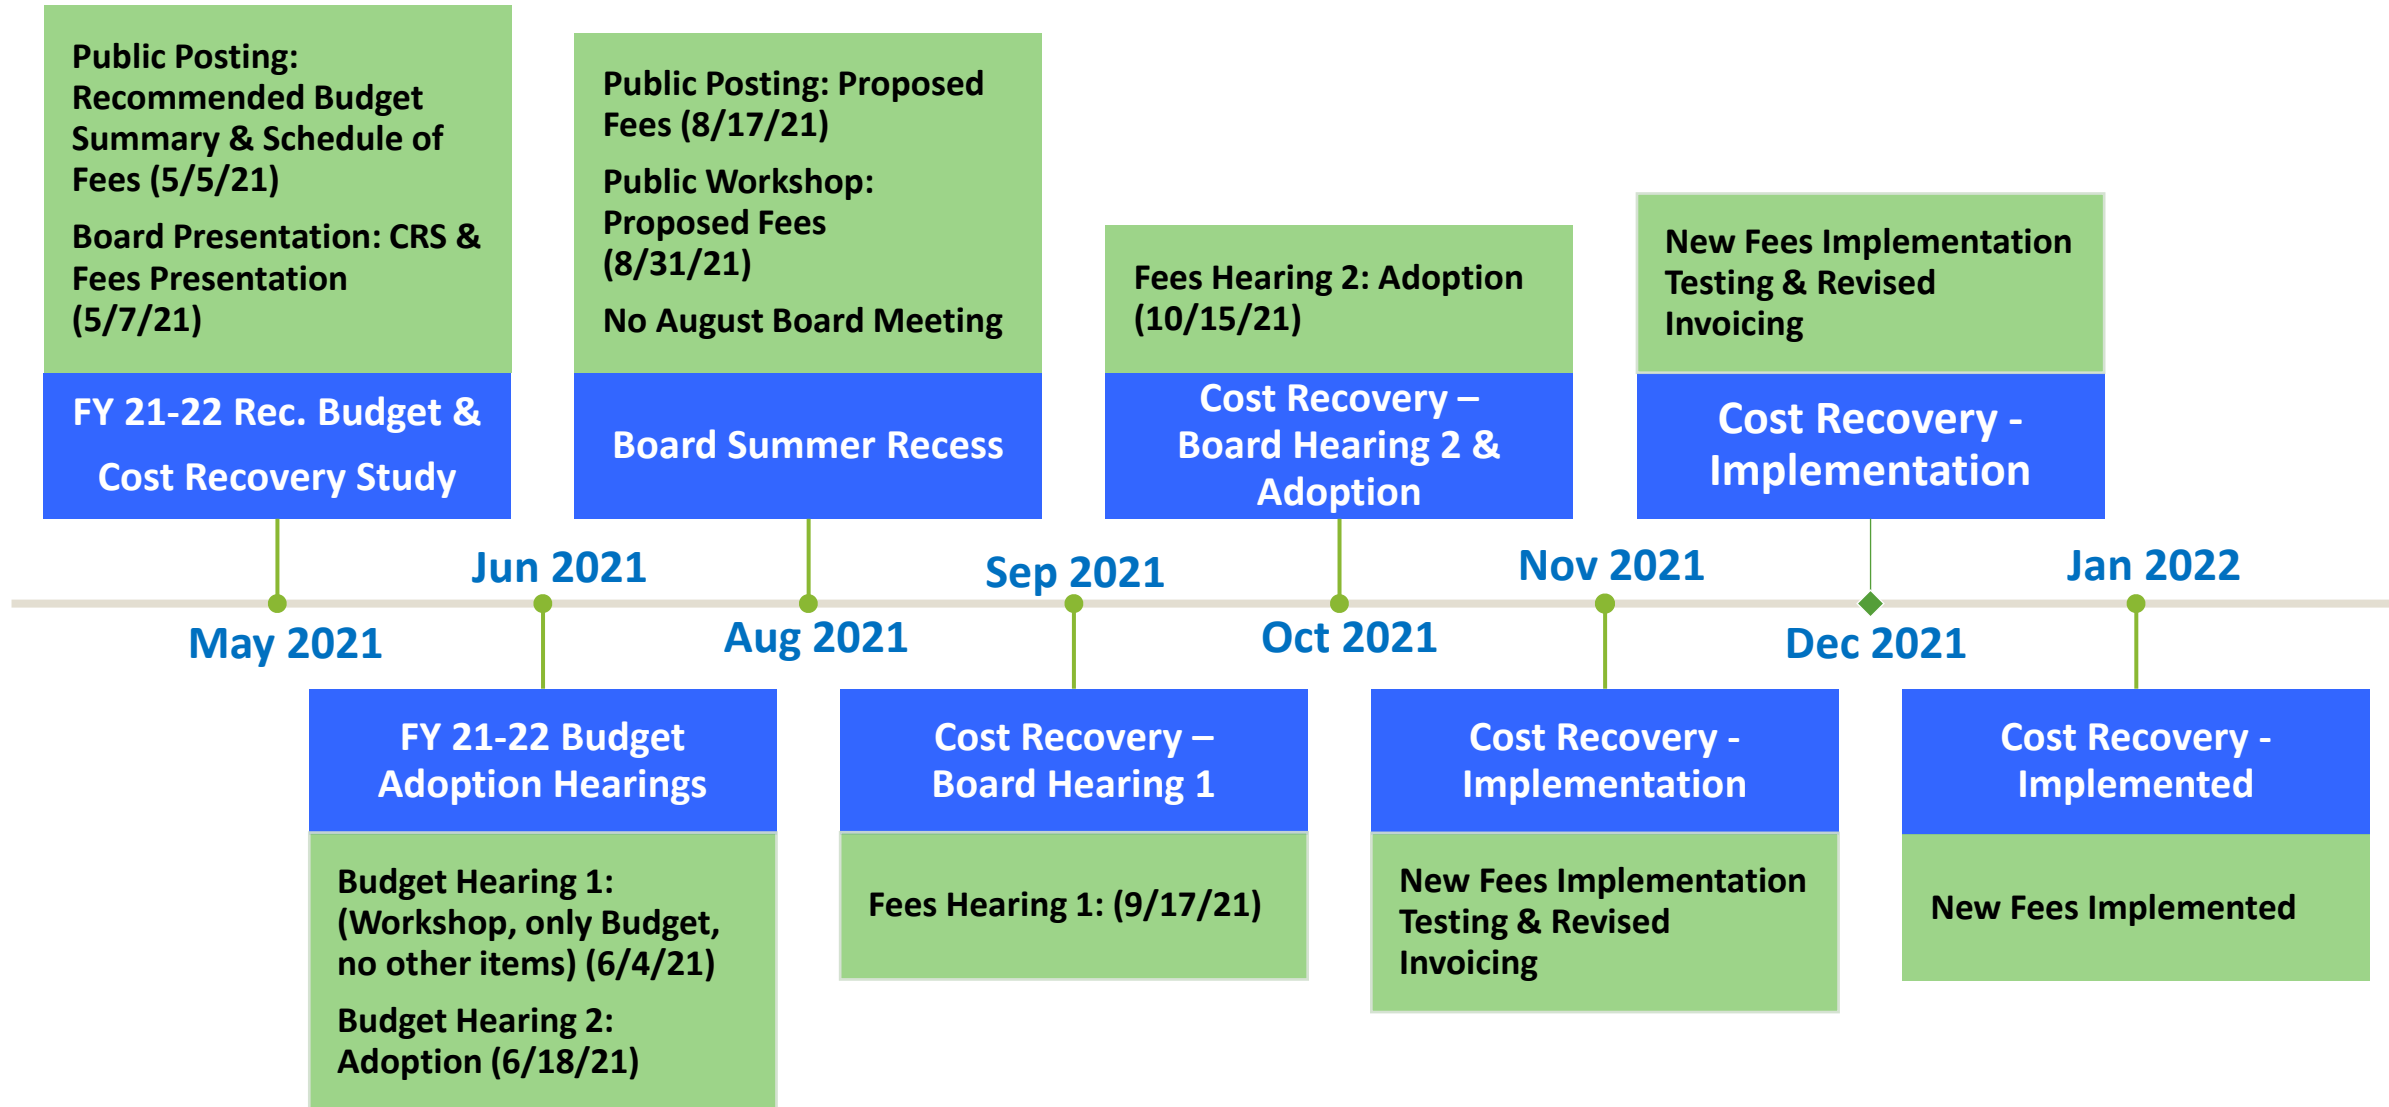 Public Posting:
Recommended Budget
Summary & Schedule of
Fees (5/5/21)
Board Presentation: CRS &
Fees Presentation
(5/7/21)
FY 21-22 Rec. Budget &
Cost Recovery Study
May 2021
Jun 2021
FY 21-22 Budget
Adoption Hearings
Budget Hearing 1:
(Workshop, only Budget,
no other items) (6/4/21)
Budget Hearing 2:
Adoption (6/18/21)
Public Posting: Proposed
Fees (8/17/21)
Public Workshop:
Proposed Fees
(8/31/21)
No August Board Meeting
Board Summer Recess
Aug 2021
Sep 2021
Cost Recovery –
Board Hearing 1
Fees Hearing 1: (9/17/21)
Fees Hearing 2: Adoption
(10/15/21)
Cost Recovery –
Board Hearing 2 &
Adoption
Oct 2021
Nov 2021
Cost Recovery -
Implementation
New Fees Implementation
Testing & Revised
Invoicing
New Fees Implementation
Testing & Revised
Invoicing
Cost Recovery -
Implementation
Dec 2021
Jan 2022
Cost Recovery -
Implemented
New Fees Implemented